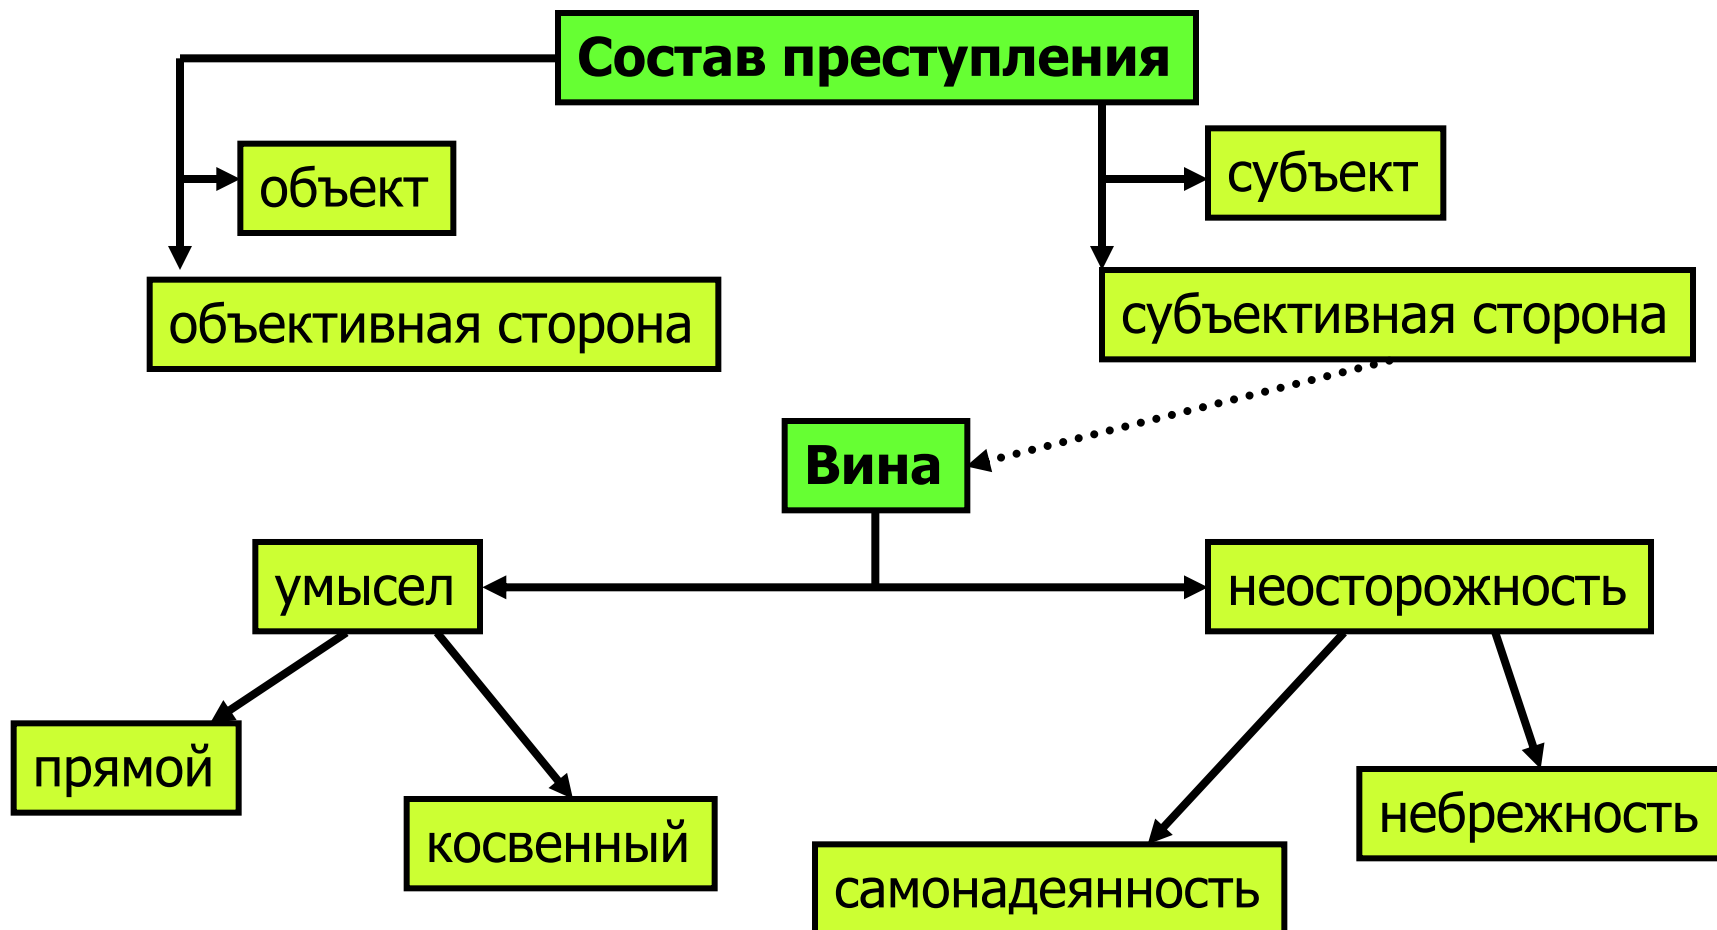 Состав преступления
объект
субъект
объективная сторона
субъективная сторона
Вина
умысел
неосторожность
прямой
косвенный
небрежность
самонадеянность